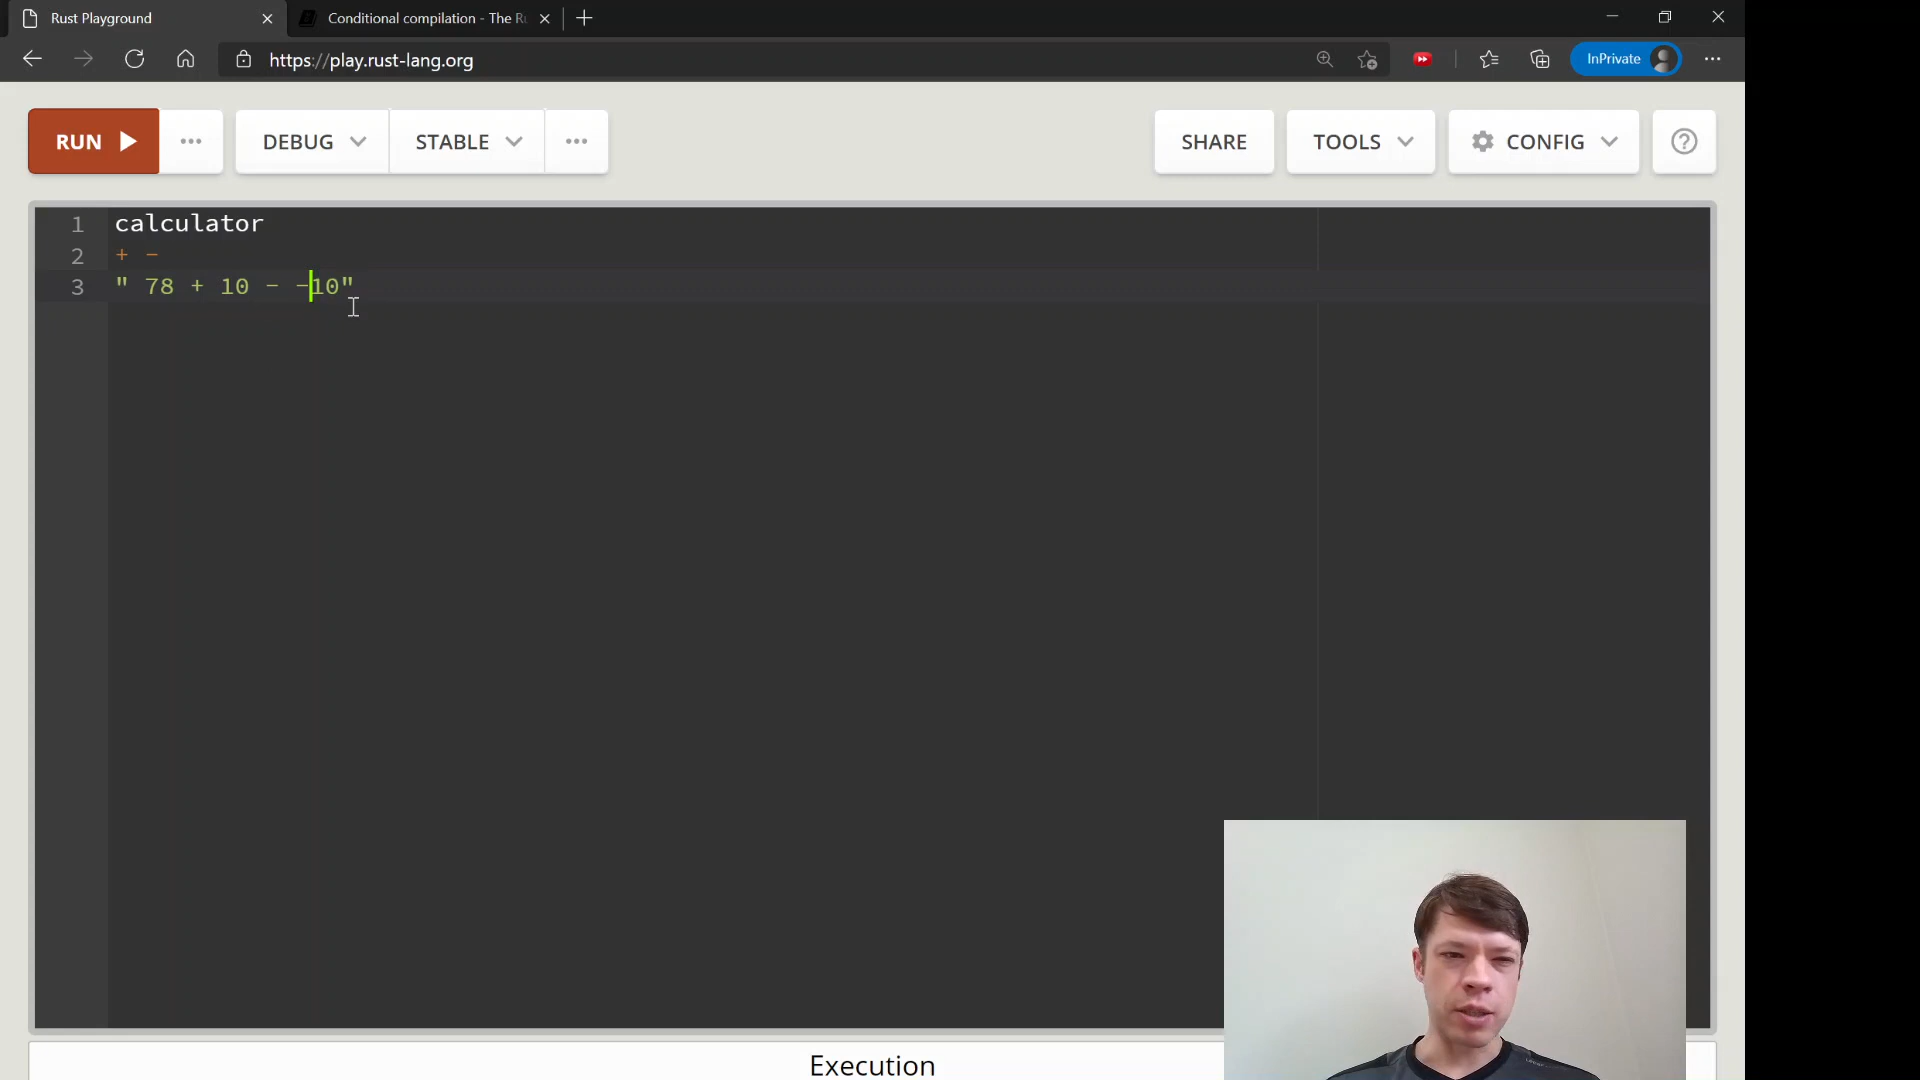 Rust Playground
Conditional compilation - The Ru
https://play.rust-lang.org
InPrivate
RUN
DEBUG
STABLE
SHARE
TOOLS
CONFIG
1 calculator
2 + -
3 " 78 + 10 - -10"
Execution